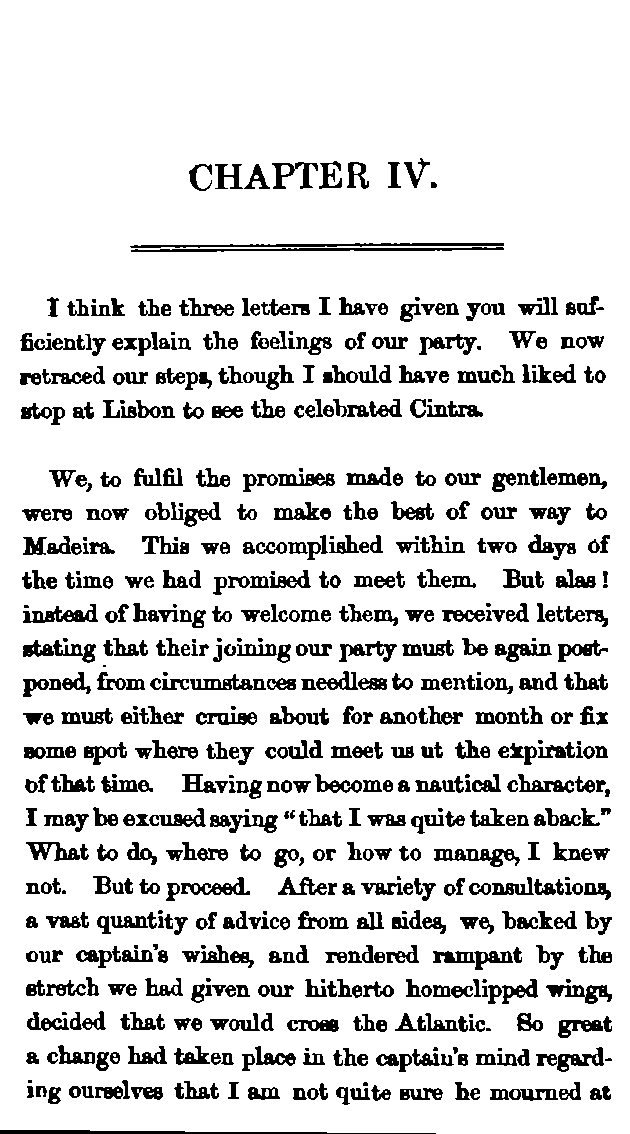 CHAPTER IV.
I think the three letters I have given you will suf-
ficiently explain the feelings of our party. We now
retraced our steps, though I should have much liked to
stop at Lisbon to see the celebrated Cintra.
We, to fulfil the promises made to our gentlemen,
were now obliged to make the best of our way to
Madeira. This we accomplished within two days of
the time we had promised to meet them. But alas!
instead of having to welcome them, we received letters,
stating that their joining our party must be again post-
poned, from circumstances needless to mention, and that
we must either cruise about for another month or fix
some spot where they could meet us ut the expiration
of that time. Having now become a nautical character,
I may be excused saying "that I was quite taken aback."
What to do, where to go, or how to manage, I knew
not. But to proceed. After a variety of consultations,
a vast quantity of advice from all sides, we, backed by
our captain's wishes, and rendered rampant by the
stretch we had given our hitherto homeclipped wings,
decided that we would cross the Atlantic. So great
a change had taken place in the captain's mind regard-
ing ourselves that I am not quite sure he mourned at